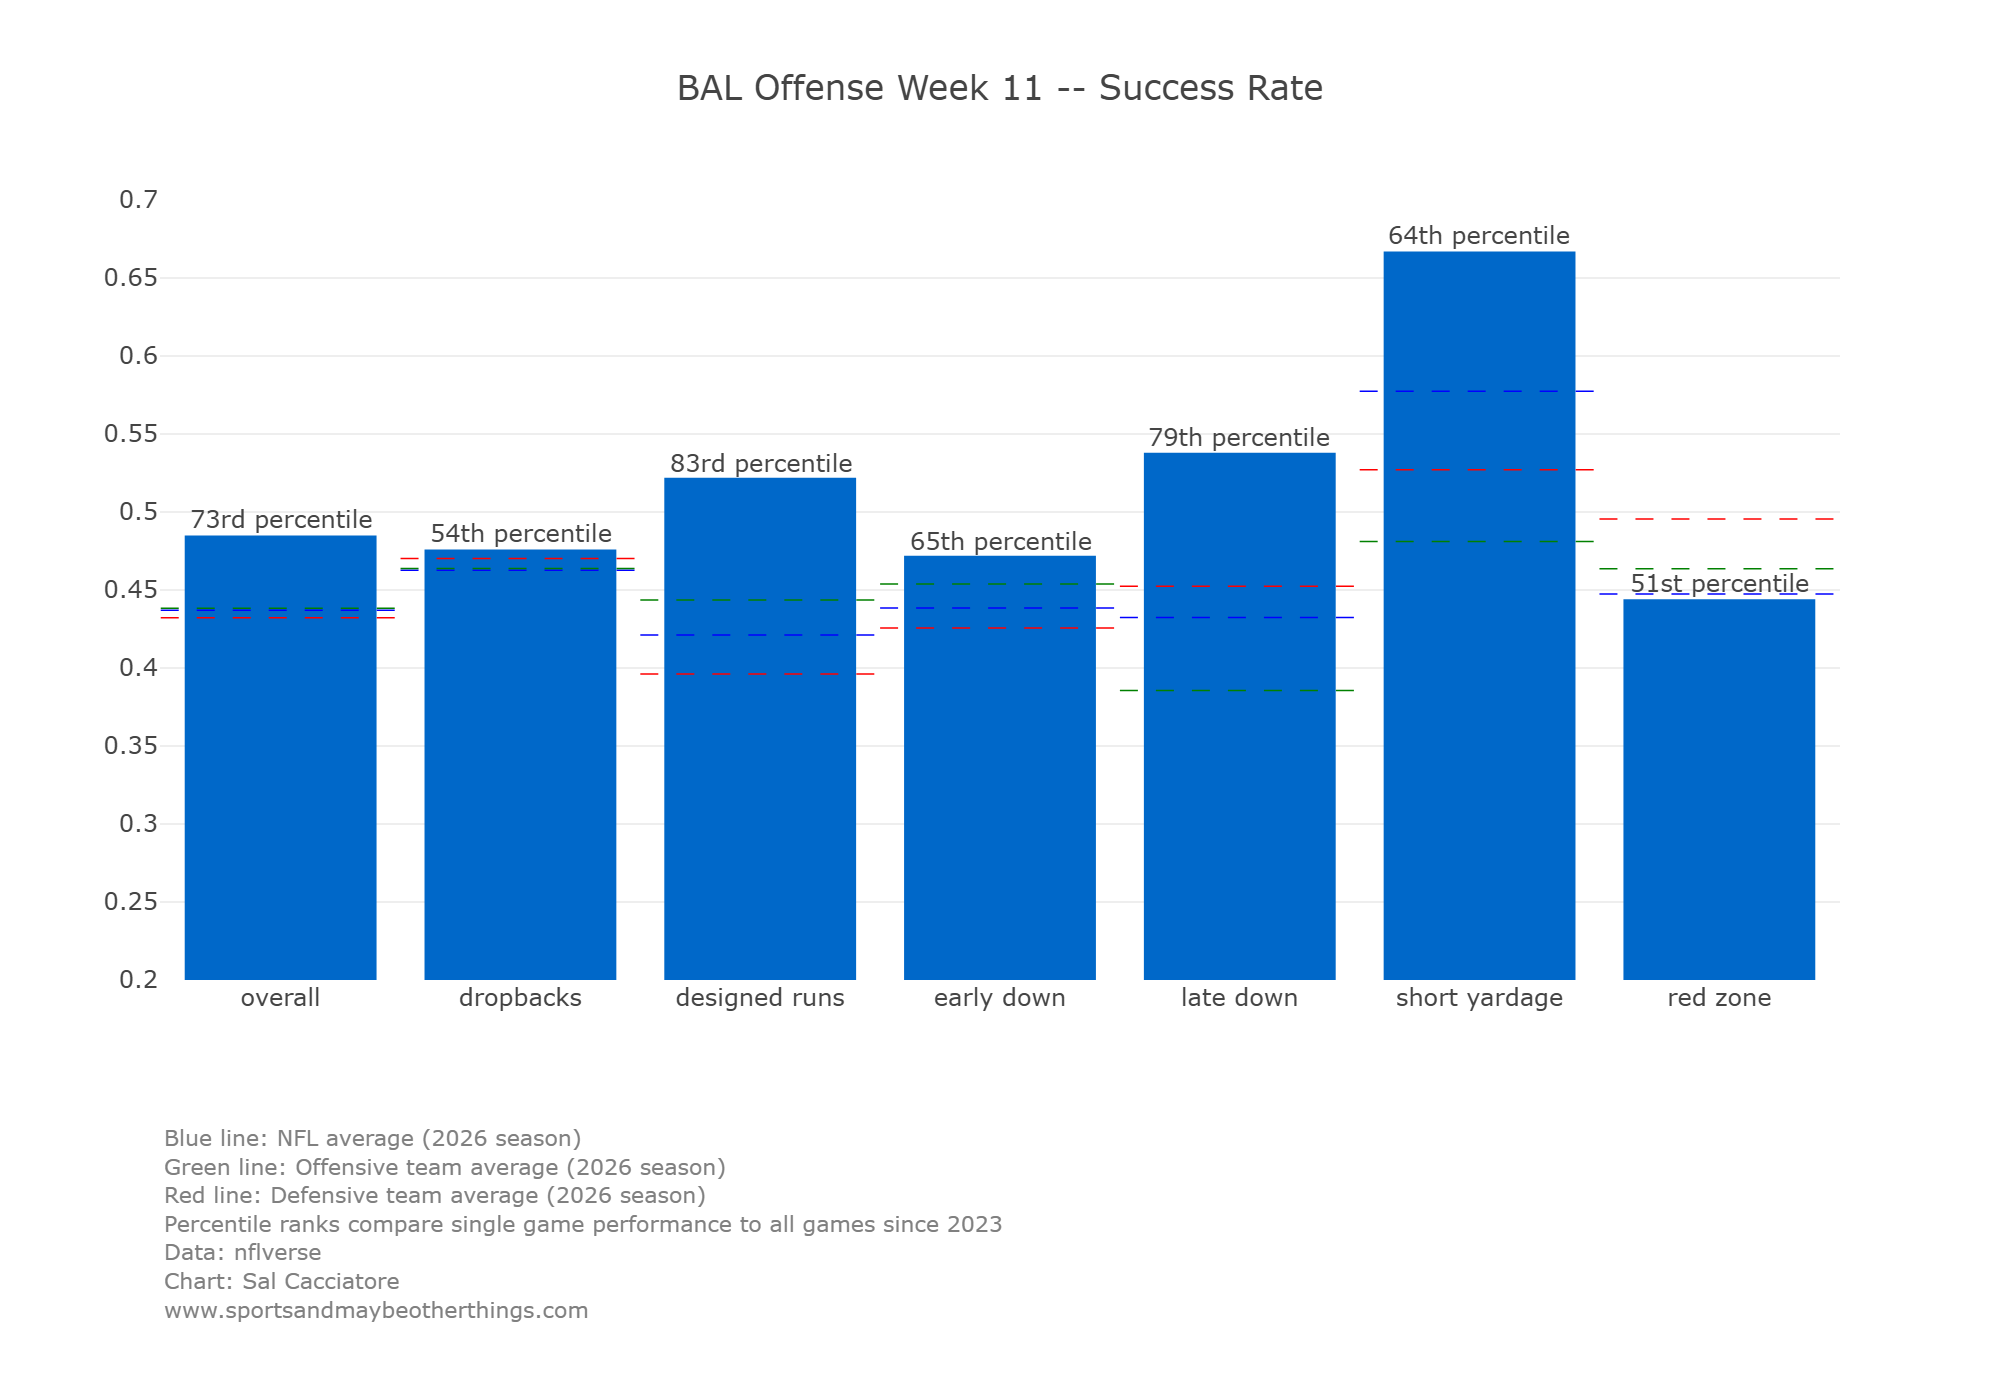 BAL Offense Week 11 -- Success Rate
0.7
0.65
0.6
0.55
0.5
0.45
0.4
0.35
0.3
0.25
0.2
73rd percentile
54th percentile
83rd percentile
65th percentile
79th percentile
64th percentile
51st percentile
overall
dropbacks
designed runs
early down
late down
short yardage
red zone
Blue line: NFL average (2026 season)
Green line: Offensive team average (2026 season)
Red line: Defensive team average (2026 season)
Percentile ranks compare single game performance to all games since 2023
Data: nflverse
Chart: Sal Cacciatore
www.sportsandmaybeotherthings.com